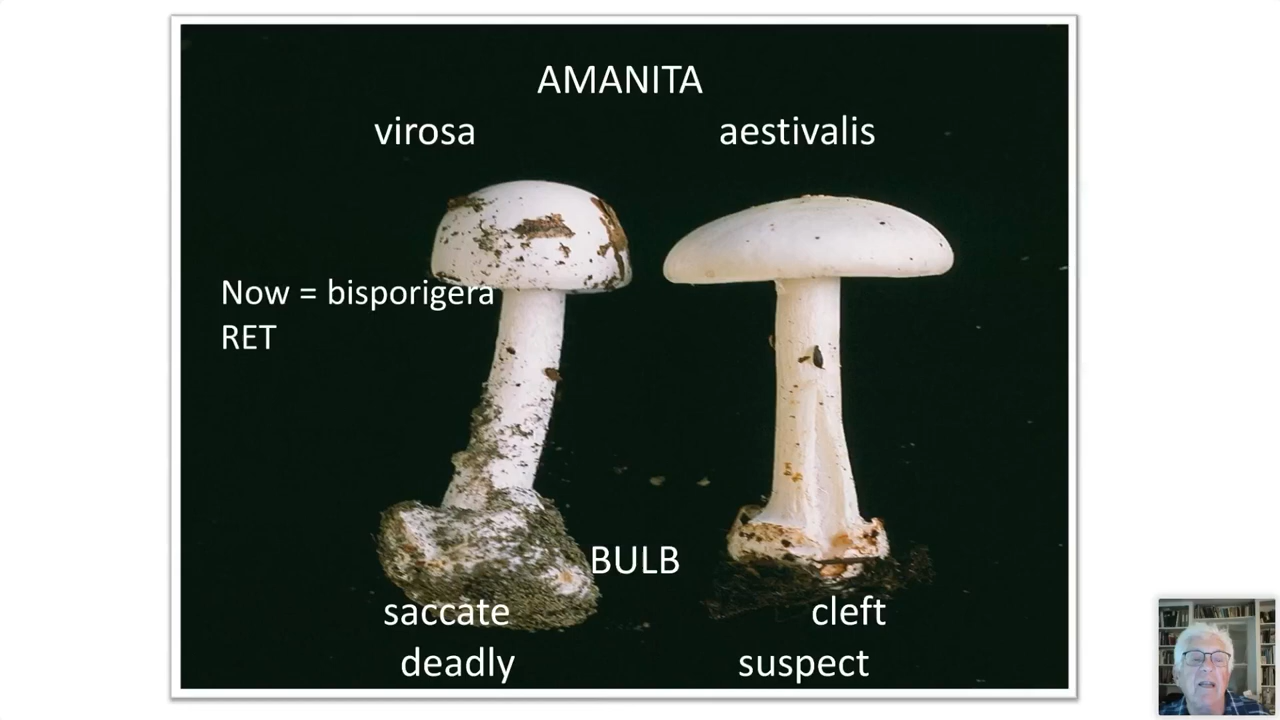 AMANITA
virosa aestivalis
Now = bisporigera
RET
BULB
saccate cleft
deadly suspect